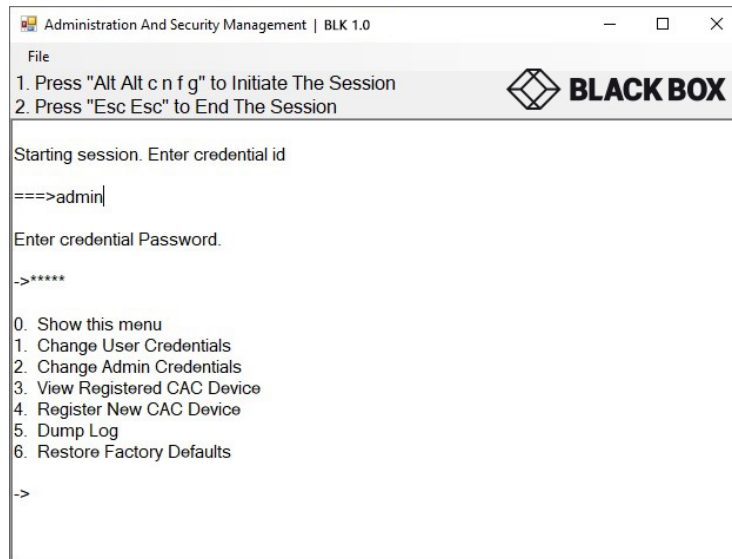 Administration And Security Management | BLK 1.0
File
1. Press "Alt Alt c n f g" to Initiate The Session
2. Press "Esc Esc" to End The Session
BLACK BOX
Starting session. Enter credential id
===>admin
Enter credential Password.
->*****
0. Show this menu
1. Change User Credentials
2. Change Admin Credentials
3. View Registered CAC Device
4. Register New CAC Device
5. Dump Log
6. Restore Factory Defaults
->